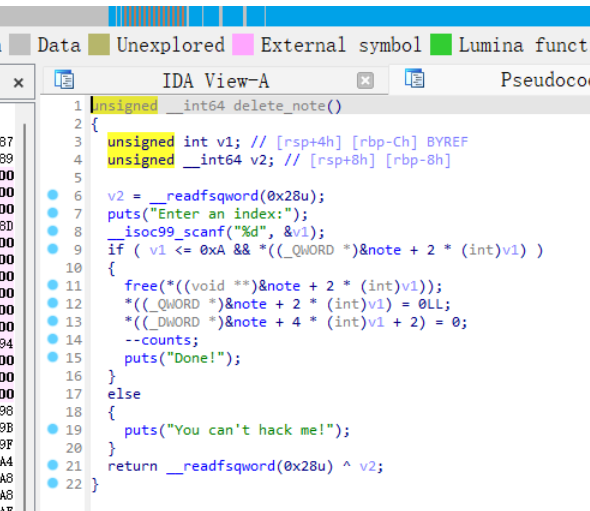 Data Unexplored External symbol Lumina funct
IDA View-A Pseudocod
1 unsigned __int64 delete_note()
2 {
3 unsigned int v1; // [rsp+4h] [rbp-Ch] BYREF
4 unsigned __int64 v2; // [rsp+8h] [rbp-8h]
5
6 v2 = __readfsqword(0x28u);
7 puts("Enter an index:");
8 __isoc99_scanf("%d", &v1);
9 if ( v1 <= 0xA && *((_QWORD *)&note + 2 * (int)v1) )
10 {
11 free(*((void **)&note + 2 * (int)v1));
12 *((_QWORD *)&note + 2 * (int)v1) = 0LL;
13 *((_DWORD *)&note + 4 * (int)v1 + 2) = 0;
14 --counts;
15 puts("Done!");
16 }
17 else
18 {
19 puts("You can't hack me!");
20 }
21 return __readfsqword(0x28u) ^ v2;
22 }
87
89
00
00
00
8D
00
00
00
00
00
94
00
00
00
98
9B
9F
A4
A8
A8